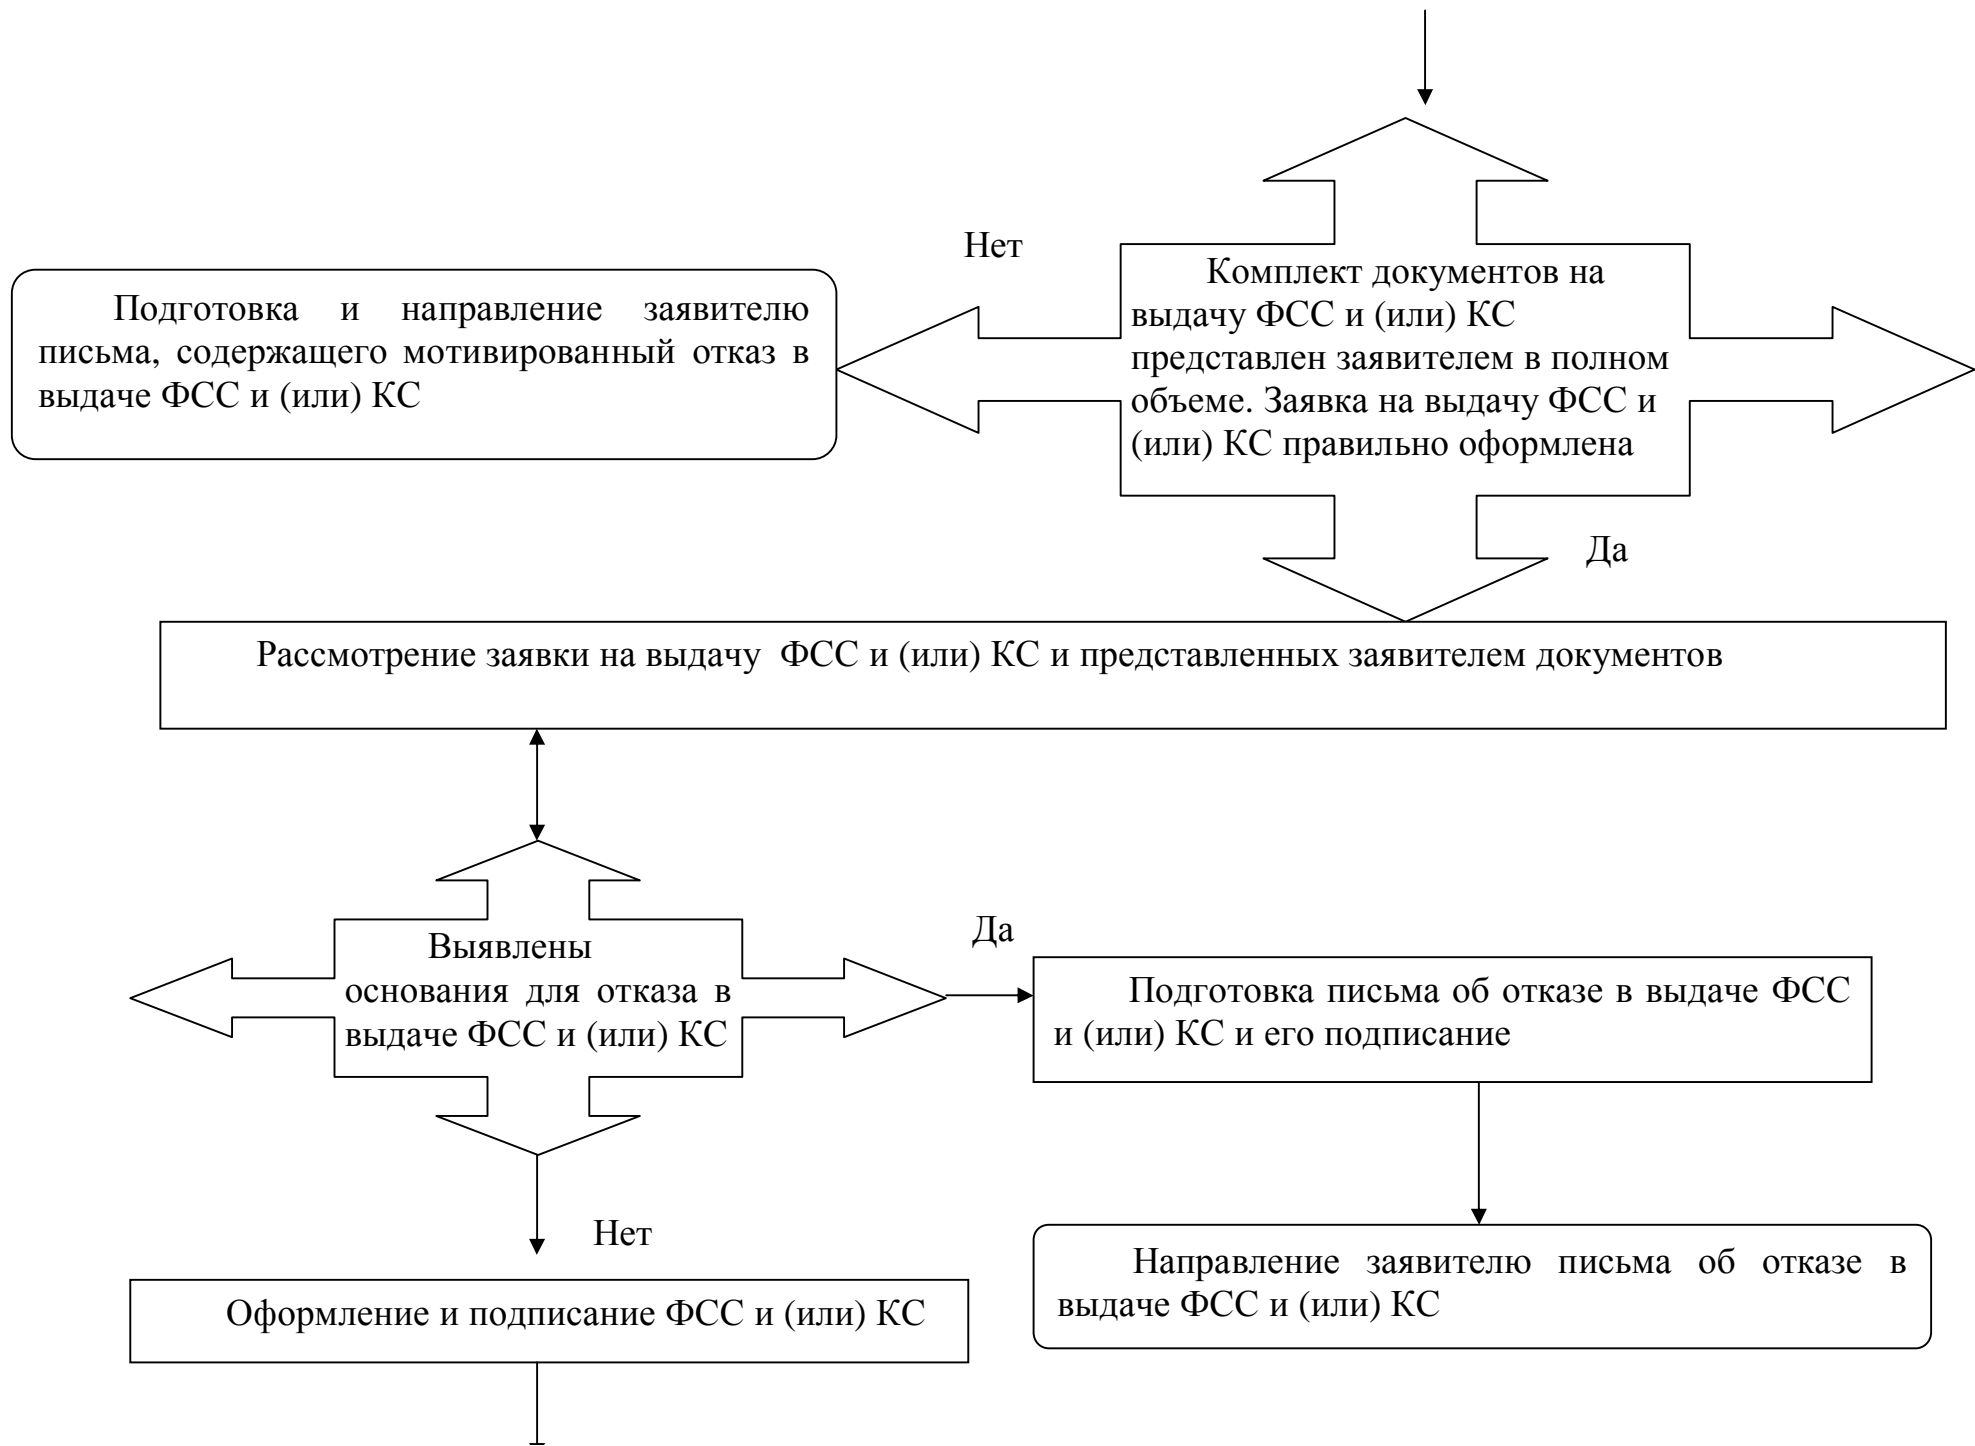 Нет
Комплект документов на
выдачу ФСС и (или) КС
представлен заявителем в полном
объеме. Заявка на выдачу ФСС и
(или) КС правильно оформлена
Подготовка и направление заявителю
письма, содержащего мотивированный отказ в
выдаче ФСС и (или) КС
Да
Рассмотрение заявки на выдачу ФСС и (или) КС и представленных заявителем документов
Выявлены
основания для отказа в
выдаче ФСС и (или) КС
Да
Подготовка письма об отказе в выдаче ФСС
и (или) КС и его подписание
Нет
Направление заявителю письма об отказе в
выдаче ФСС и (или) КС
Оформление и подписание ФСС и (или) КС